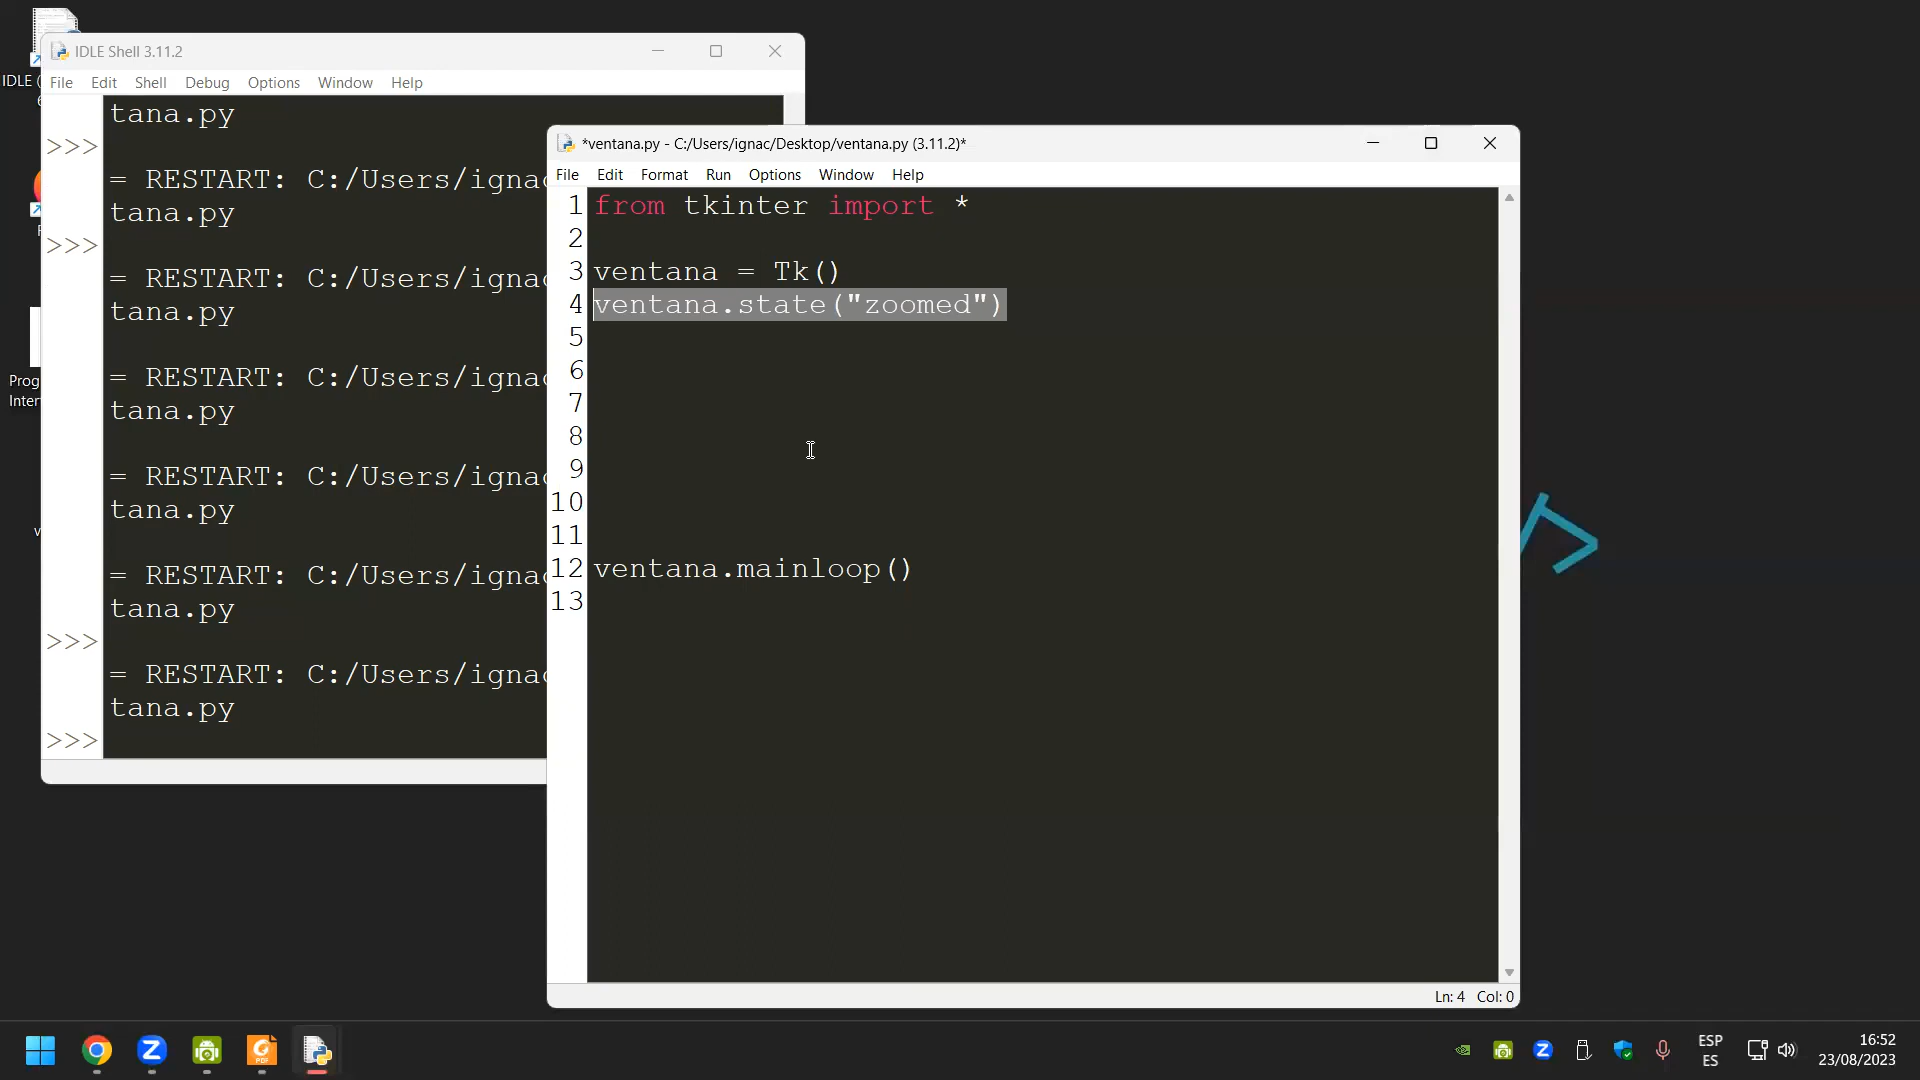 IDLE Shell 3.11.2
File Edit Shell Debug Options Window Help
tana.py
>>>
= RESTART: C:/Users/ignac
tana.py
>>>
= RESTART: C:/Users/ignac
tana.py
= RESTART: C:/Users/ignac
tana.py
= RESTART: C:/Users/ignac
tana.py
= RESTART: C:/Users/ignac
tana.py
>>>
= RESTART: C:/Users/ignac
tana.py
>>>
IDLE (
Prog
Inter
*ventana.py - C:/Users/ignac/Desktop/ventana.py (3.11.2)*
File Edit Format Run Options Window Help
1 from tkinter import *
2
3 ventana = Tk()
4 ventana.state("zoomed")
5
6
7
8
9
10
11
12 ventana.mainloop()
13
Ln: 4 Col: 0
/>
ESP
ES
16:52
23/08/2023